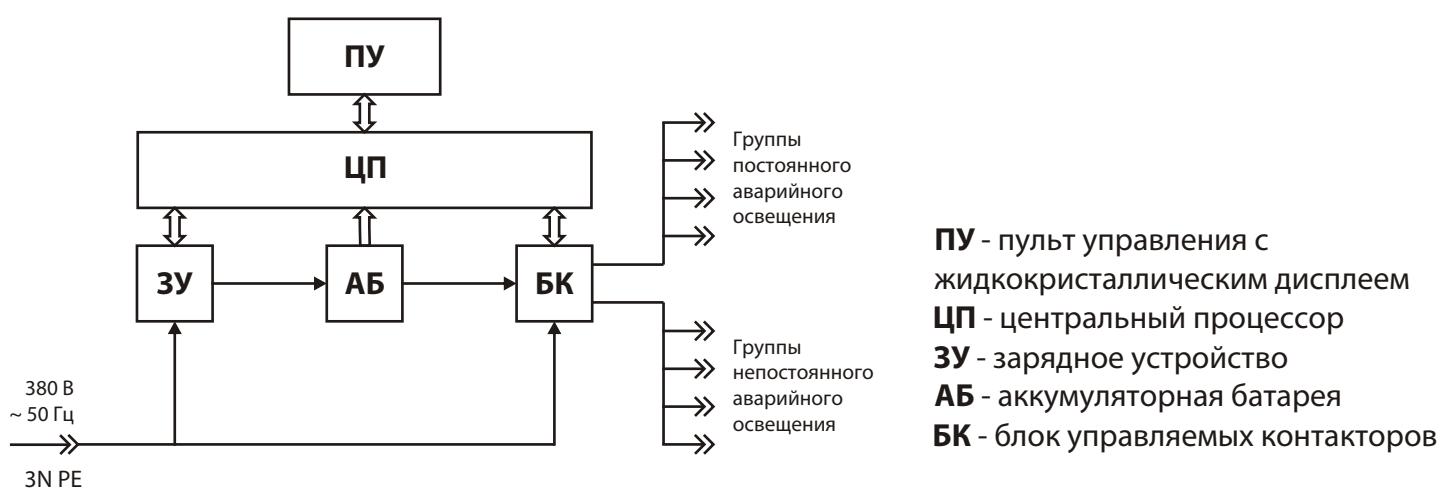 ПУ
ЦП
ЗУ
АБ
БК
Группы
постоянного
аварийного
освещения
Группы
непостоянного
аварийного
освещения
380 В
~ 50 Гц
3N PE
ПУ - пульт управления с
жидкокристаллическим дисплеем
ЦП - центральный процессор
ЗУ - зарядное устройство
АБ - аккумуляторная батарея
БК - блок управляемых контакторов